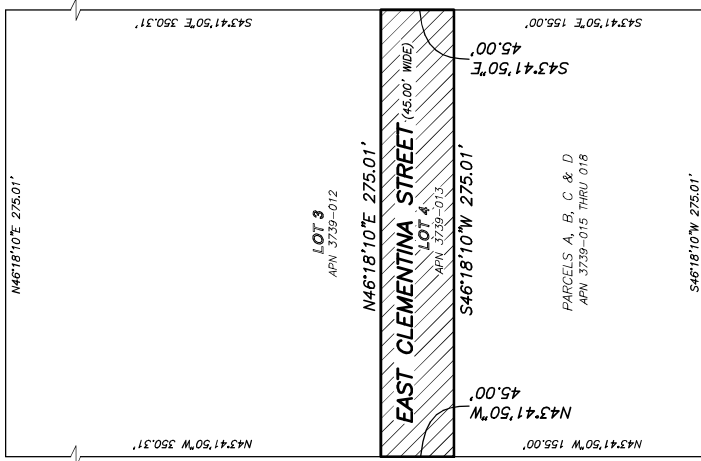 S43°41'50"E 350.31'
S43°41'50"E 155.00'
S43°41'50"E
45.00'
N46°18'10"E 275.01'
LOT 3
APN 3739-012
N46°18'10"E 275.01'
EAST CLEMENTINA STREET (45.00' WIDE)
LOT 4
APN 3739-013
S46°18'10"W 275.01'
PARCELS A, B, C & D
APN 3739-015 THRU 018
S46°18'10"W 275.01'
N43°41'50"W
45.00'
N43°41'50"W 350.31'
N43°41'50"W 155.00'